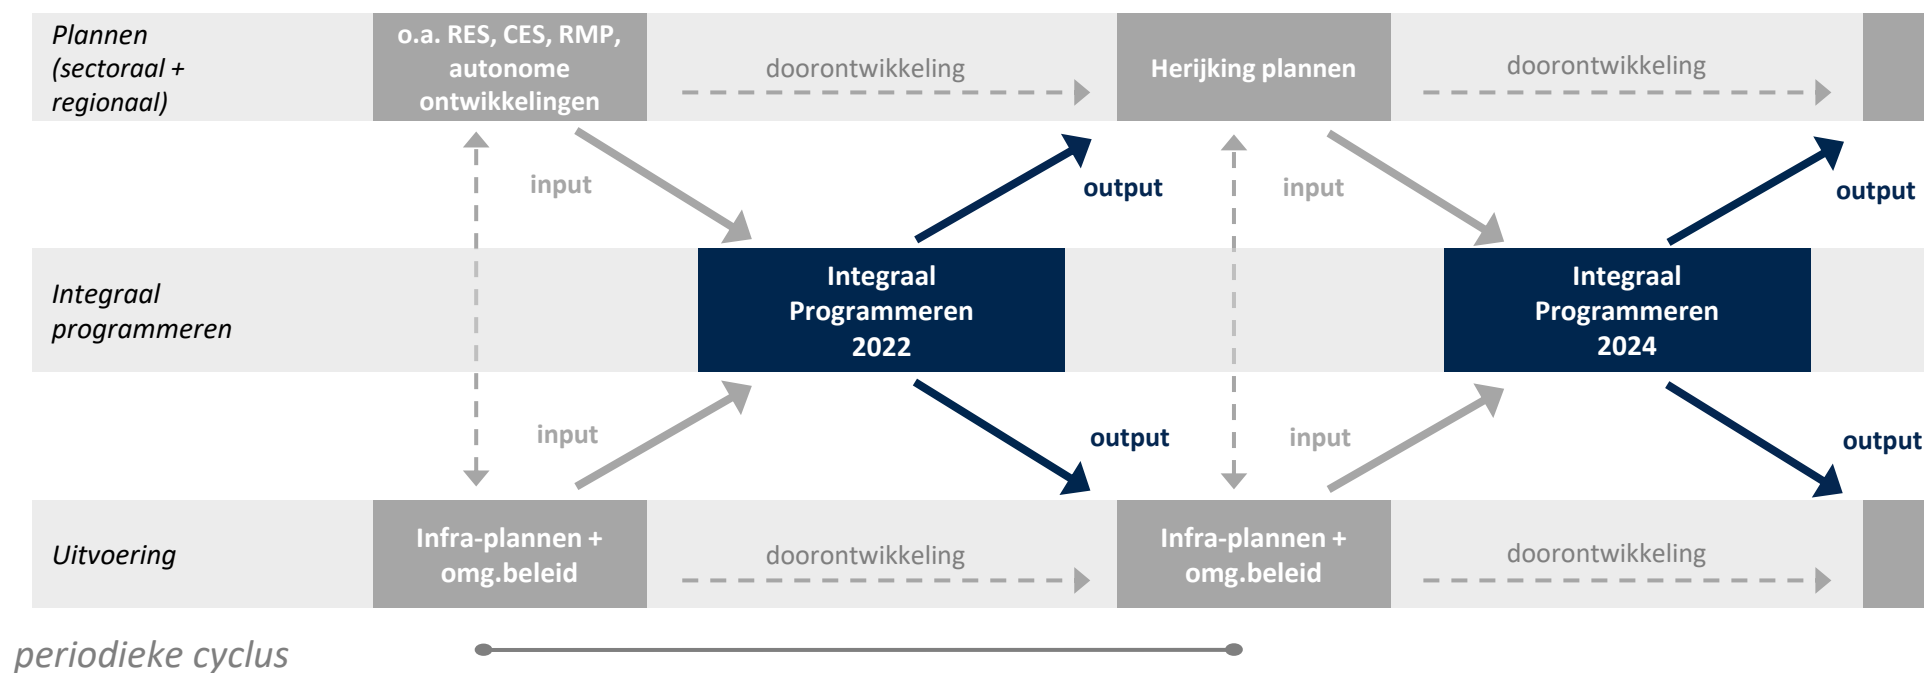 Plannen
(sectoraal +
regionaal)
o.a. RES, CES, RMP,
autonome
ontwikkelingen
doorontwikkeling
Herijking plannen
doorontwikkeling
input
output
input
output
Integraal
programmeren
Integraal
Programmeren
2022
Integraal
Programmeren
2024
input
output
input
output
Uitvoering
Infra-plannen +
omg.beleid
doorontwikkeling
Infra-plannen +
omg.beleid
doorontwikkeling
periodieke cyclus